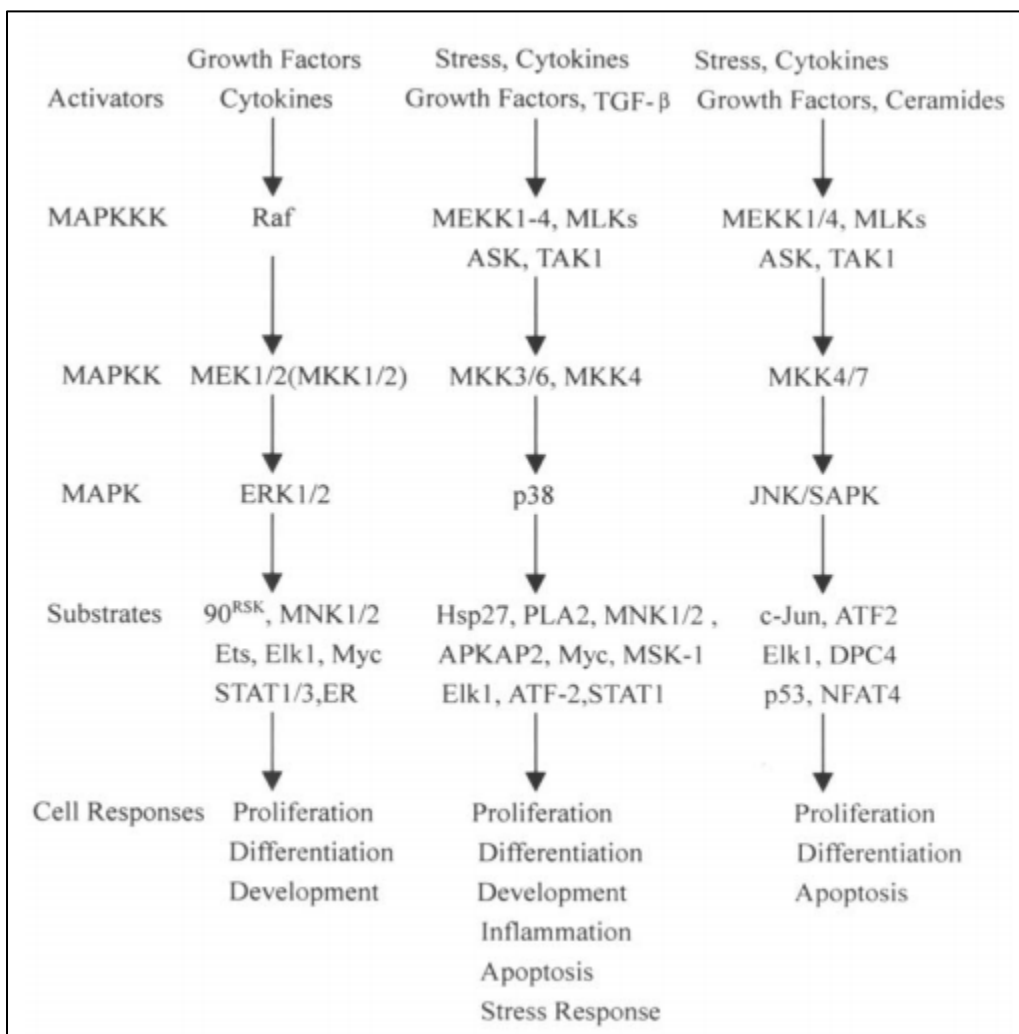 Growth Factors Stress, Cytokines Stress, Cytokines
Activators Cytokines Growth Factors, TGF-β Growth Factors, Ceramides
MAPKKK Raf MEKK1-4, MLKs MEKK1/4, MLKs
ASK, TAK1 ASK, TAK1
MAPKK MEK1/2(MKK1/2) MKK3/6, MKK4 MKK4/7
MAPK ERK1/2 p38 JNK/SAPK
Substrates 90ᴿˢᴷ, MNK1/2 Hsp27, PLA2, MNK1/2 , c-Jun, ATF2
Ets, Elk1, Myc APKAP2, Myc, MSK-1 Elk1, DPC4
STAT1/3,ER Elk1, ATF-2,STAT1 p53, NFAT4
Cell Responses Proliferation Proliferation Proliferation
Differentiation Differentiation Differentiation
Development Development Apoptosis
Inflammation
Apoptosis
Stress Response